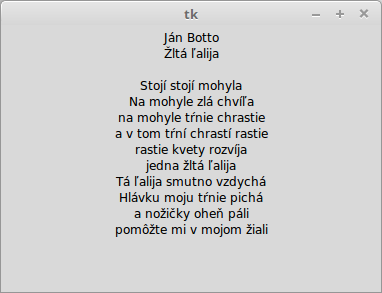 tk
Ján Botto
Žltá ľalija

Stojí stojí mohyla
Na mohyle zlá chvíľa
na mohyle tŕnie chrastie
a v tom tŕní chrastí rastie
rastie kvety rozvíja
jedna žltá ľalija
Tá ľalija smutno vzdychá
Hlávku moju tŕnie pichá
a nožičky oheň páli
pomôžte mi v mojom žiali